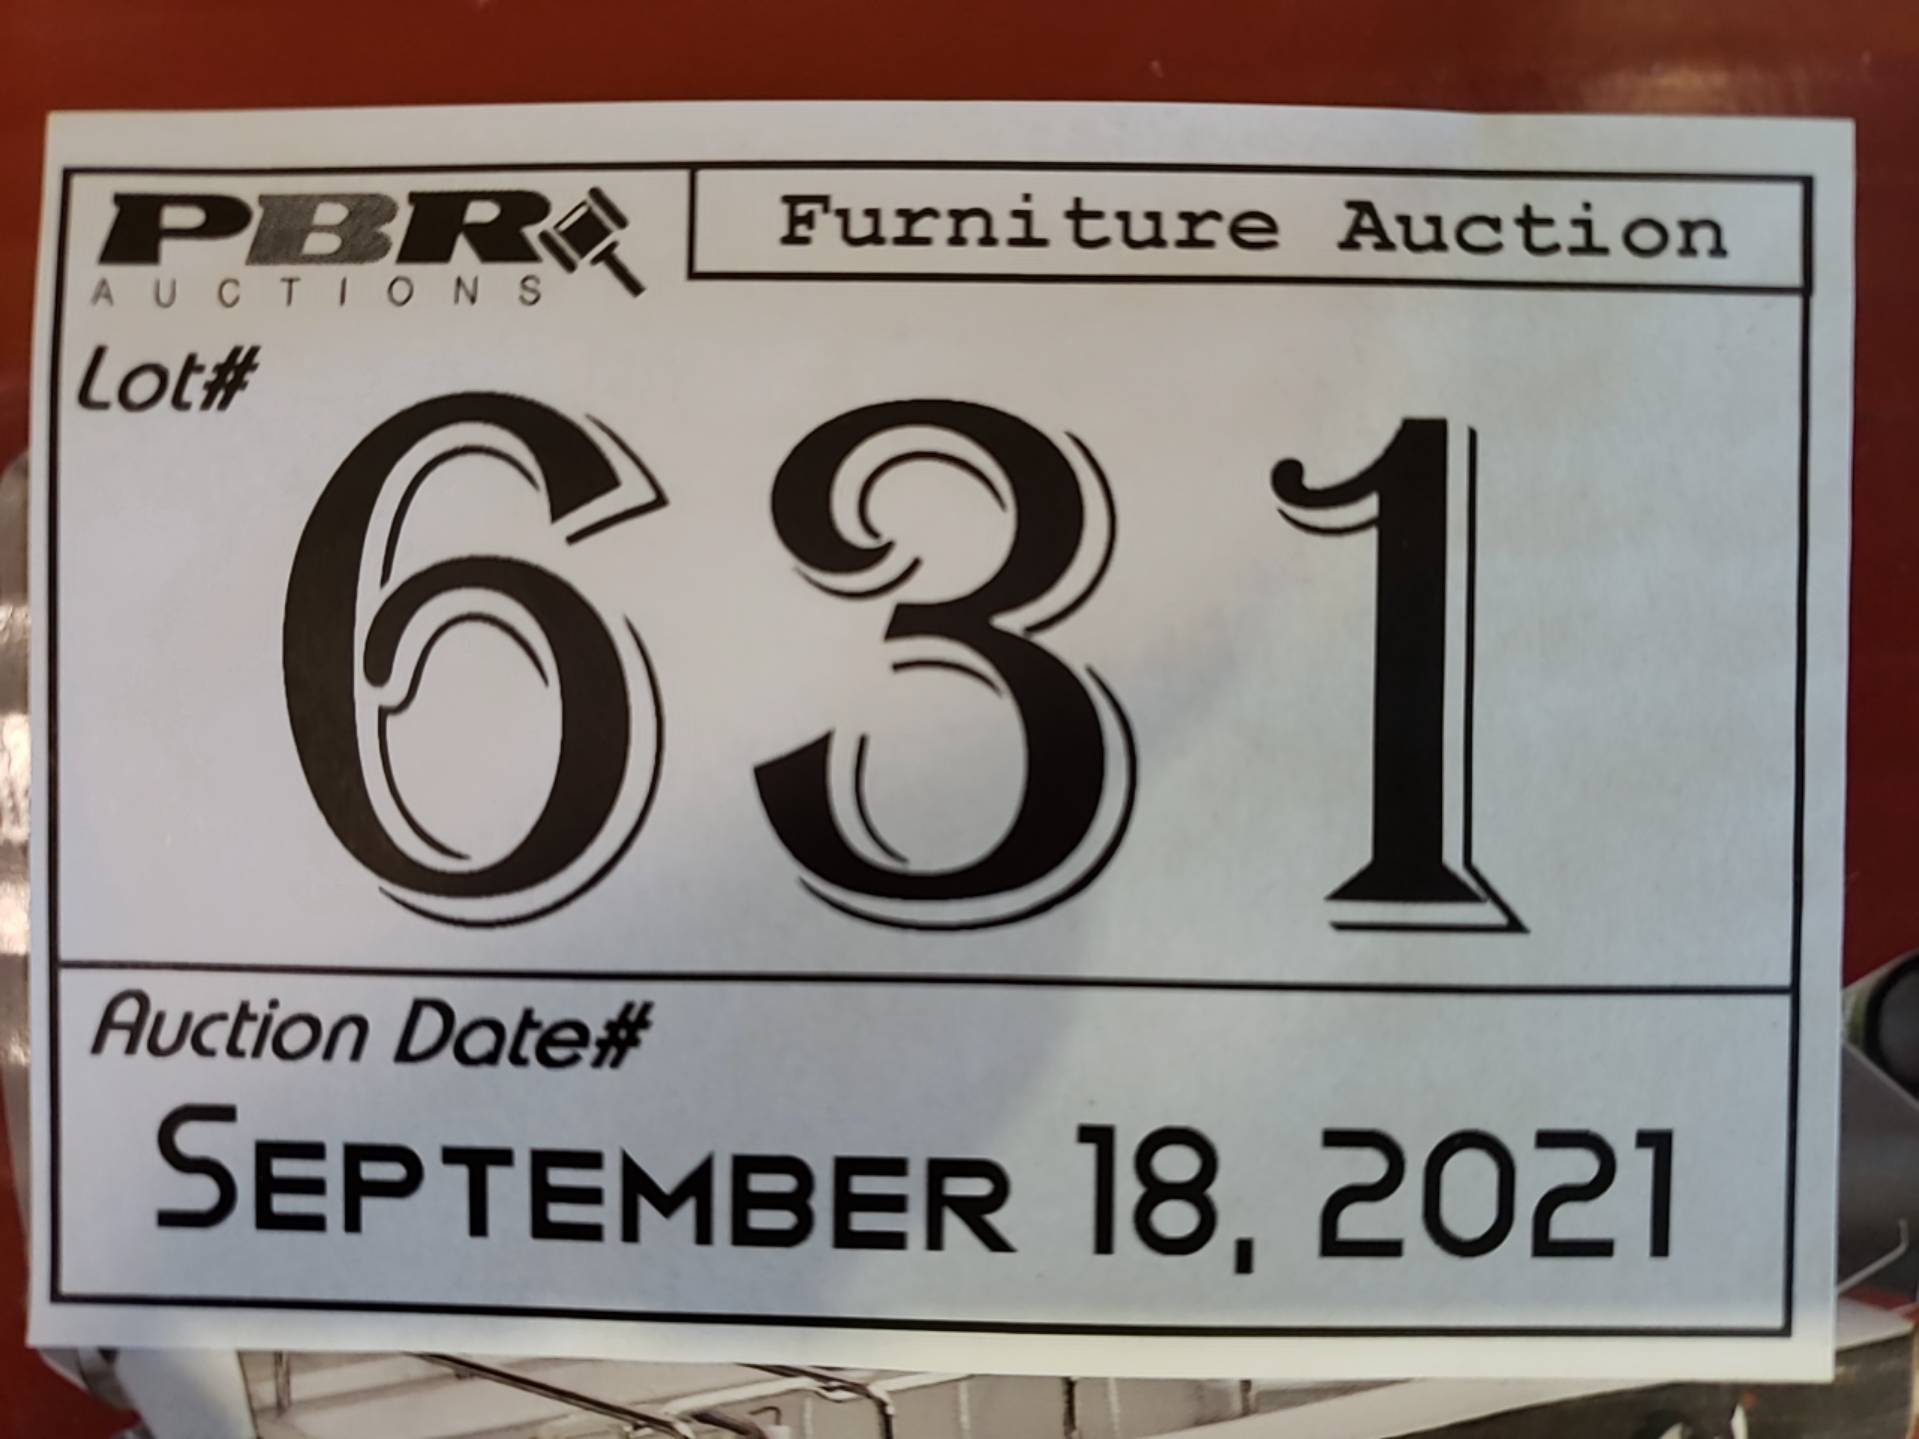 PBR
AUCTIONS
Furniture Auction
Lot#
631
Auction Date#
SEPTEMBER 18, 2021